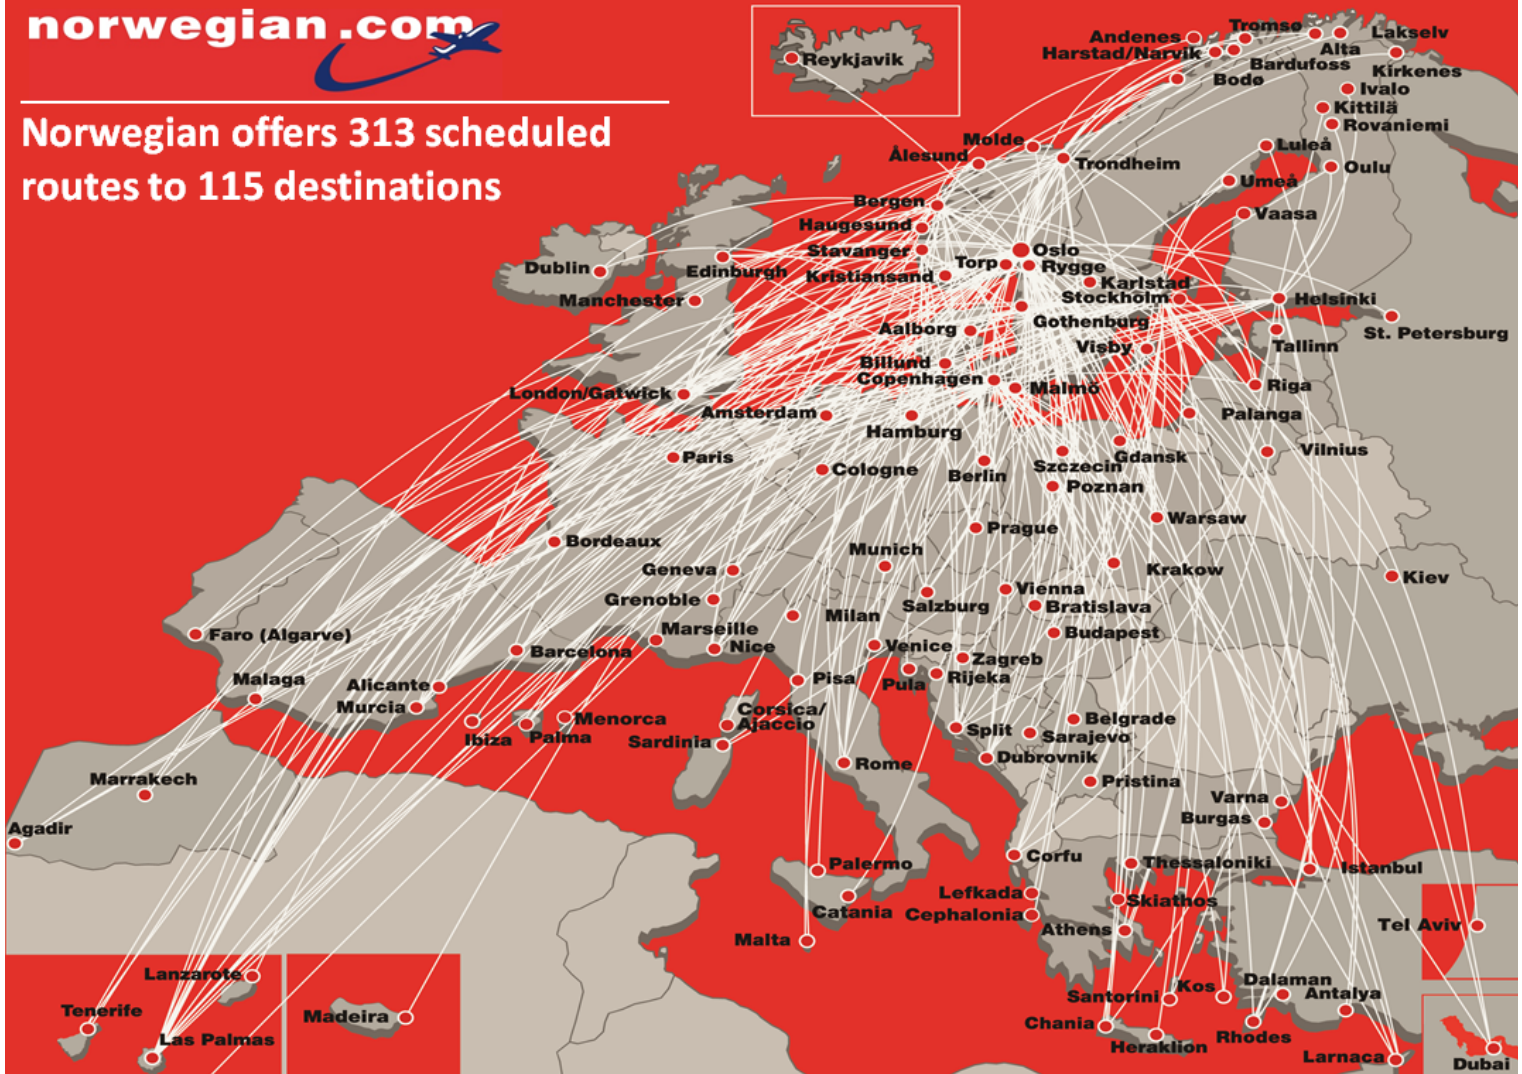 norwegian.com
Norwegian offers 313 scheduled
routes to 115 destinations
Reykjavik
Andenes
Tromsø
Lakselv
Harstad/Narvik
Alta
Bardufoss
Kirkenes
Bodø
Ivalo
Kittilä
Rovaniemi
Molde
Ålesund
Trondheim
Luleå
Oulu
Umeå
Vaasa
Bergen
Haugesund
Stavanger
Oslo
Torp
Rygge
Kristiansand
Karlstad
Stockholm
Helsinki
Dublin
Edinburgh
Manchester
Gothenburg
St. Petersburg
Aalborg
Visby
Tallinn
Billund
Copenhagen
Malmö
Riga
London/Gatwick
Amsterdam
Hamburg
Palanga
Paris
Cologne
Berlin
Szczecin
Gdansk
Vilnius
Poznan
Warsaw
Prague
Bordeaux
Munich
Geneva
Krakow
Kiev
Grenoble
Milan
Salzburg
Vienna
Bratislava
Faro (Algarve)
Marseille
Budapest
Barcelona
Nice
Venice
Zagreb
Malaga
Alicante
Pisa
Pula
Rijeka
Murcia
Corsica/
Ajaccio
Ibiza
Palma
Menorca
Sardinia
Split
Belgrade
Sarajevo
Marrakech
Rome
Dubrovnik
Pristina
Varna
Burgas
Agadir
Palermo
Corfu
Thessaloniki
Istanbul
Catania
Lefkada
Cephalonia
Skiathos
Malta
Athens
Tel Aviv
Lanzarote
Tenerife
Las Palmas
Madeira
Santorini
Kos
Dalaman
Antalya
Chania
Heraklion
Rhodes
Larnaca
Dubai